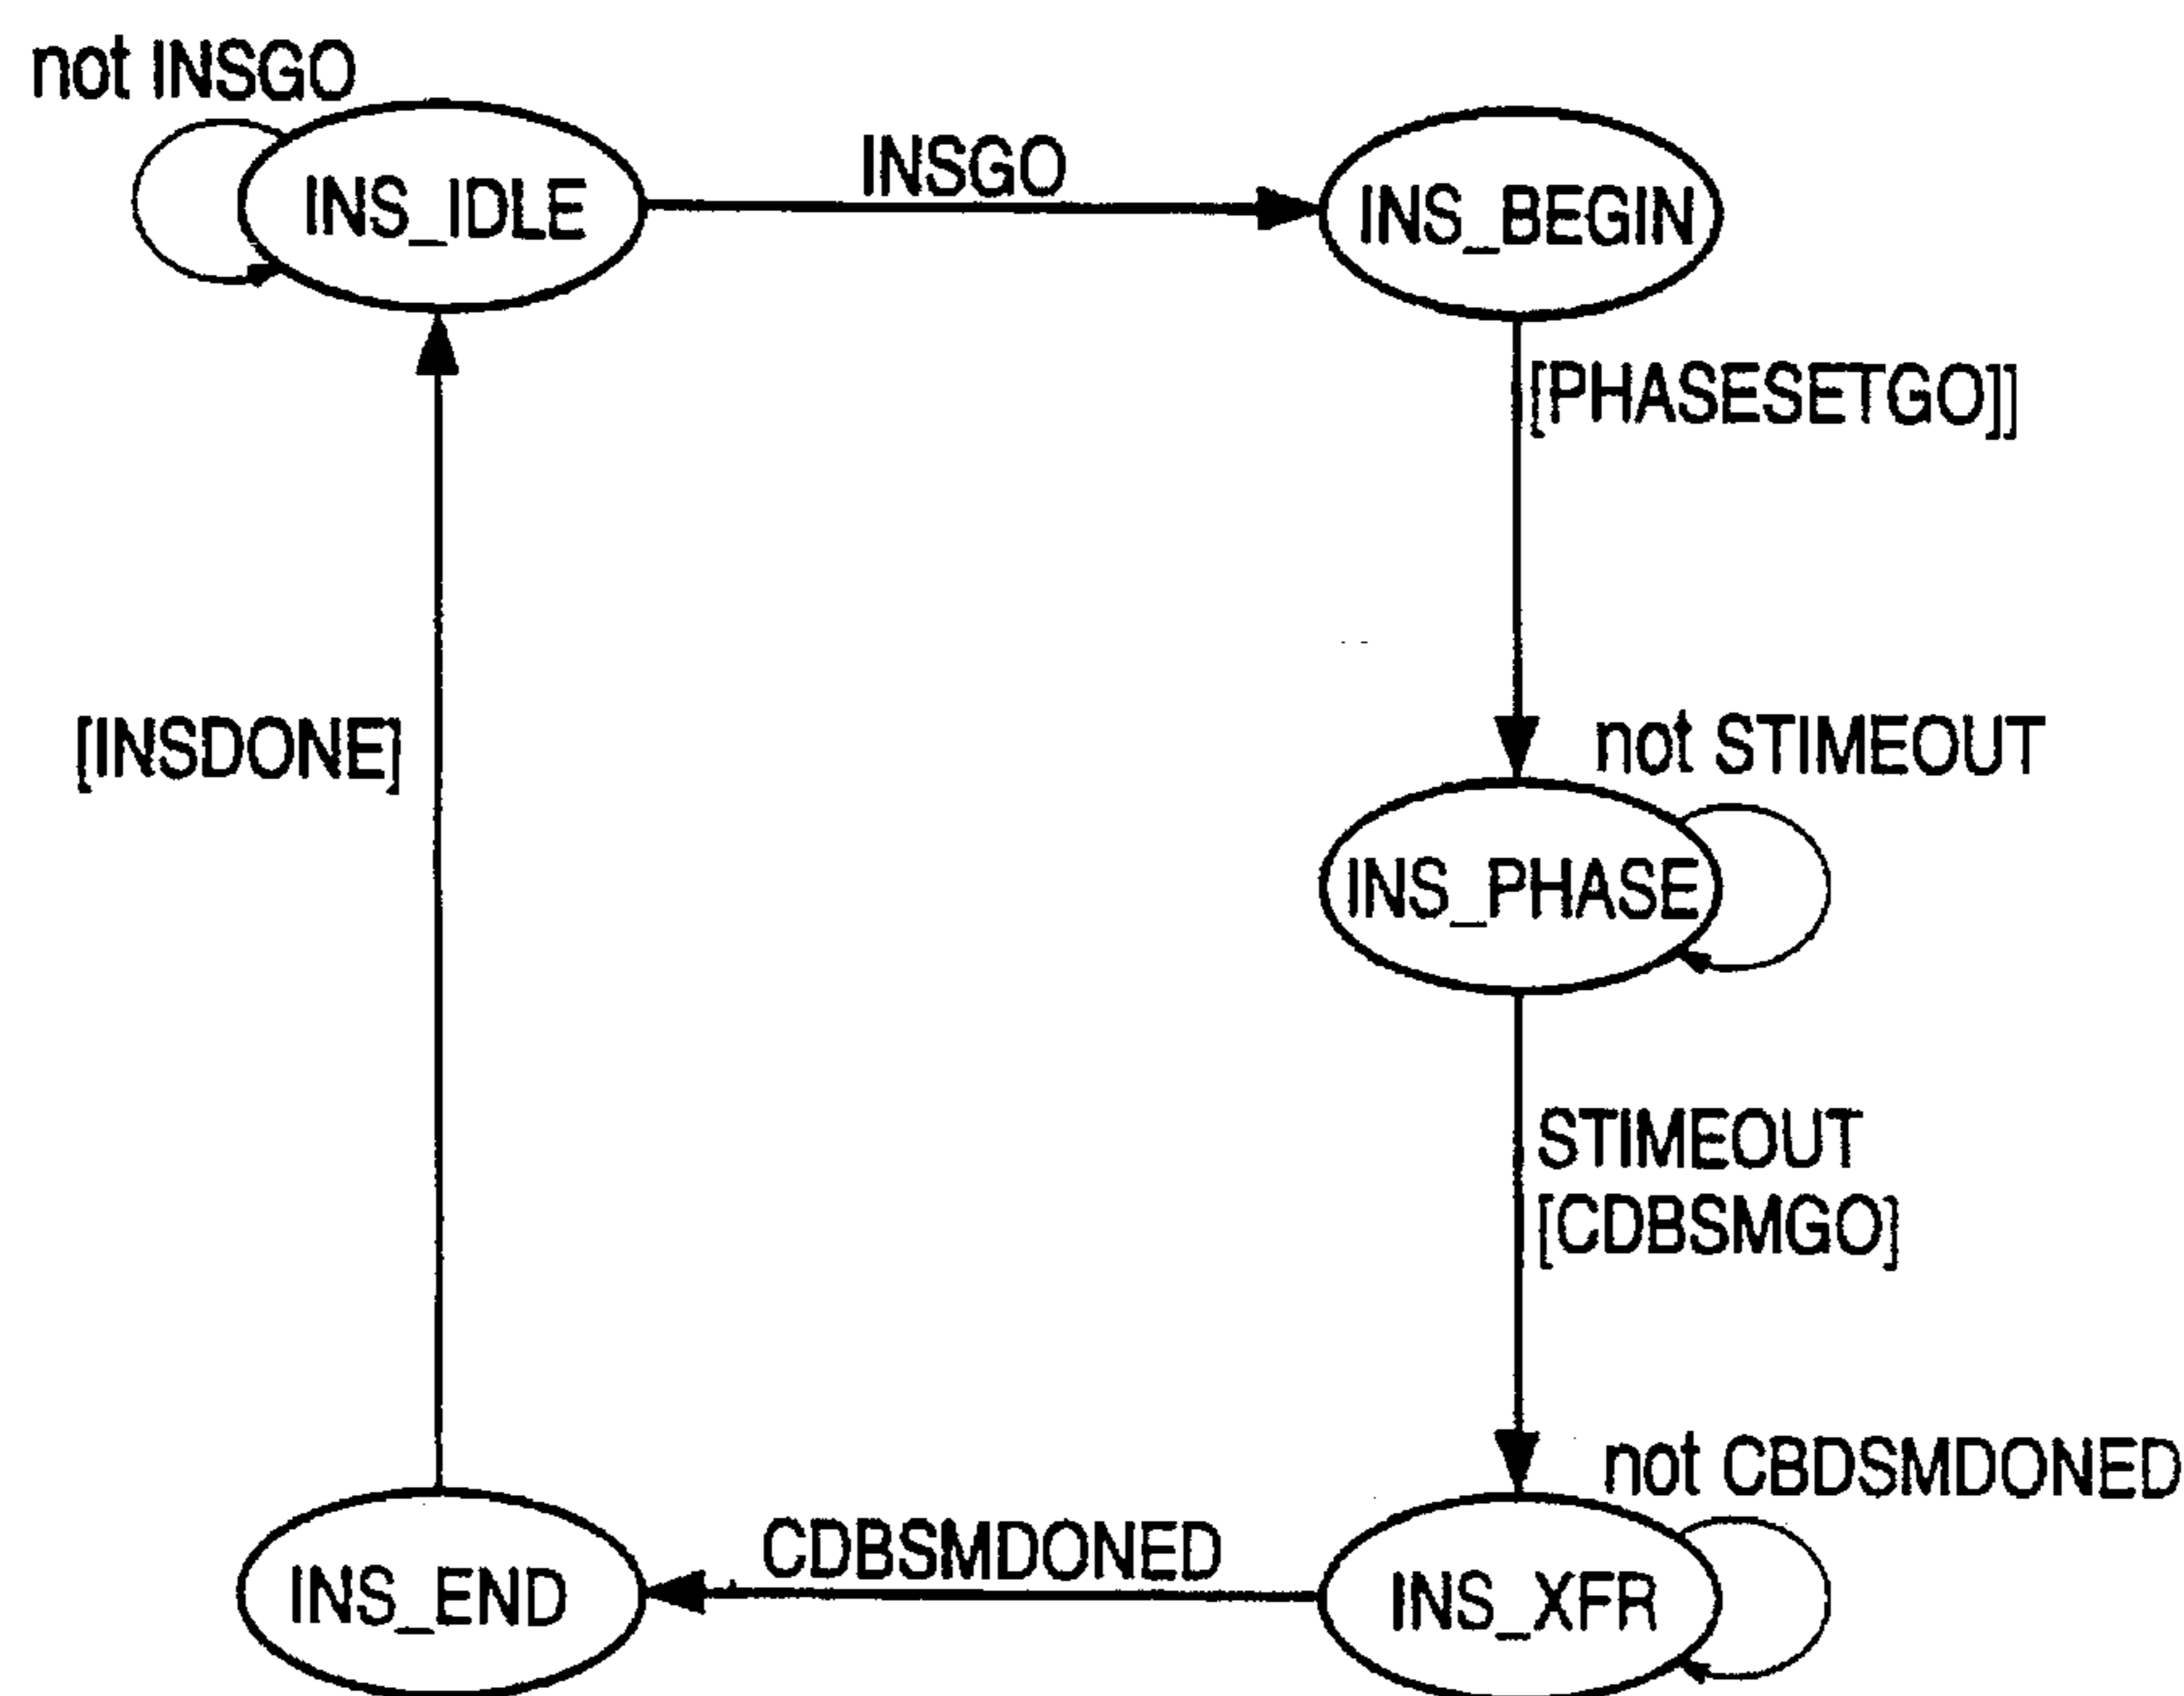 not INSGO
INS_IDLE
INSGO
INS_BEGIN
[PHASESETGO]]
[INSDONE]
not STIMEOUT
INS_PHASE
STIMEOUT
[CDBSMGO]
not CBDSMDONED
INS_END
CDBSMDONED
INS_XFR